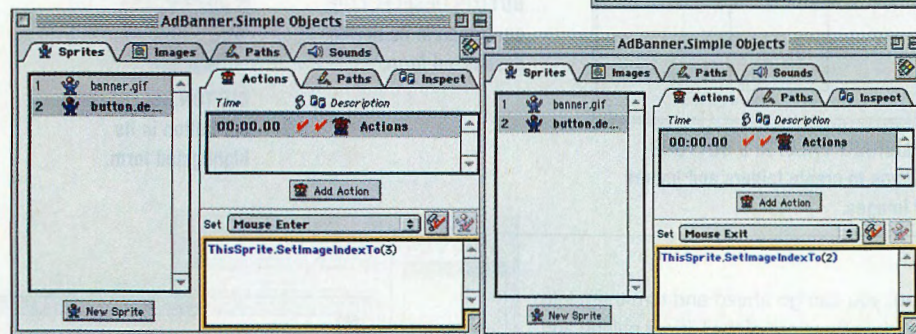 AdBanner.Simple Objects
Sprites Images Paths Sounds
1 banner.gif
2 button.de...
Actions Paths Inspect
Time Description
00:00.00 Actions
Add Action
Set Mouse Enter
ThisSprite.SetImageIndexTo(3)
New Sprite
AdBanner.Simple Objects
Sprites Images Paths Sounds
1 banner.gif
2 button.de...
Actions Paths Inspect
Time Description
00:00.00 Actions
Add Action
Set Mouse Exit
ThisSprite.SetImageIndexTo(2)
New Sprite